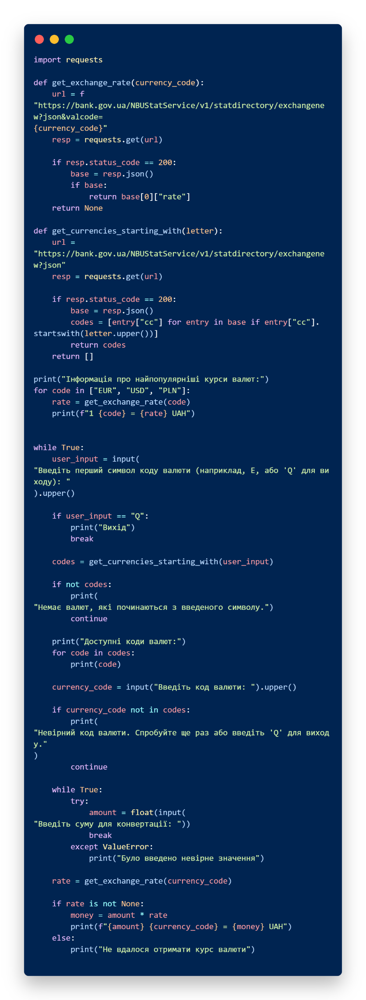 import requests

def get_exchange_rate(currency_code):
    url = f
"https://bank.gov.ua/NBUStatService/v1/statdirectory/exchangene
w?json&valcode=
{currency_code}"
    resp = requests.get(url)

    if resp.status_code == 200:
        base = resp.json()
        if base:
            return base[0]["rate"]
    return None

def get_currencies_starting_with(letter):
    url =
"https://bank.gov.ua/NBUStatService/v1/statdirectory/exchangene
w?json"
    resp = requests.get(url)

    if resp.status_code == 200:
        base = resp.json()
        codes = [entry["cc"] for entry in base if entry["cc"].
startswith(letter.upper())]
        return codes
    return []

print("Інформація про найпопулярніші курси валют:")
for code in ["EUR", "USD", "PLN"]:
    rate = get_exchange_rate(code)
    print(f"1 {code} = {rate} UAH")


while True:
    user_input = input(
"Введіть перший символ коду валюти (наприклад, E, або 'Q' для ви
ходу): "
).upper()

    if user_input == "Q":
        print("Вихід")
        break

    codes = get_currencies_starting_with(user_input)

    if not codes:
        print(
"Немає валют, які починаються з введеного символу.")
        continue

    print("Доступні коди валют:")
    for code in codes:
        print(code)

    currency_code = input("Введіть код валюти: ").upper()

    if currency_code not in codes:
        print(
"Невірний код валюти. Спробуйте ще раз або введіть 'Q' для виход
у."
)
        continue

    while True:
        try:
            amount = float(input(
"Введіть суму для конвертації: "))
            break
        except ValueError:
            print("Було введено невірне значення")

    rate = get_exchange_rate(currency_code)

    if rate is not None:
        money = amount * rate
        print(f"{amount} {currency_code} = {money} UAH")
    else:
        print("Не вдалося отримати курс валюти")